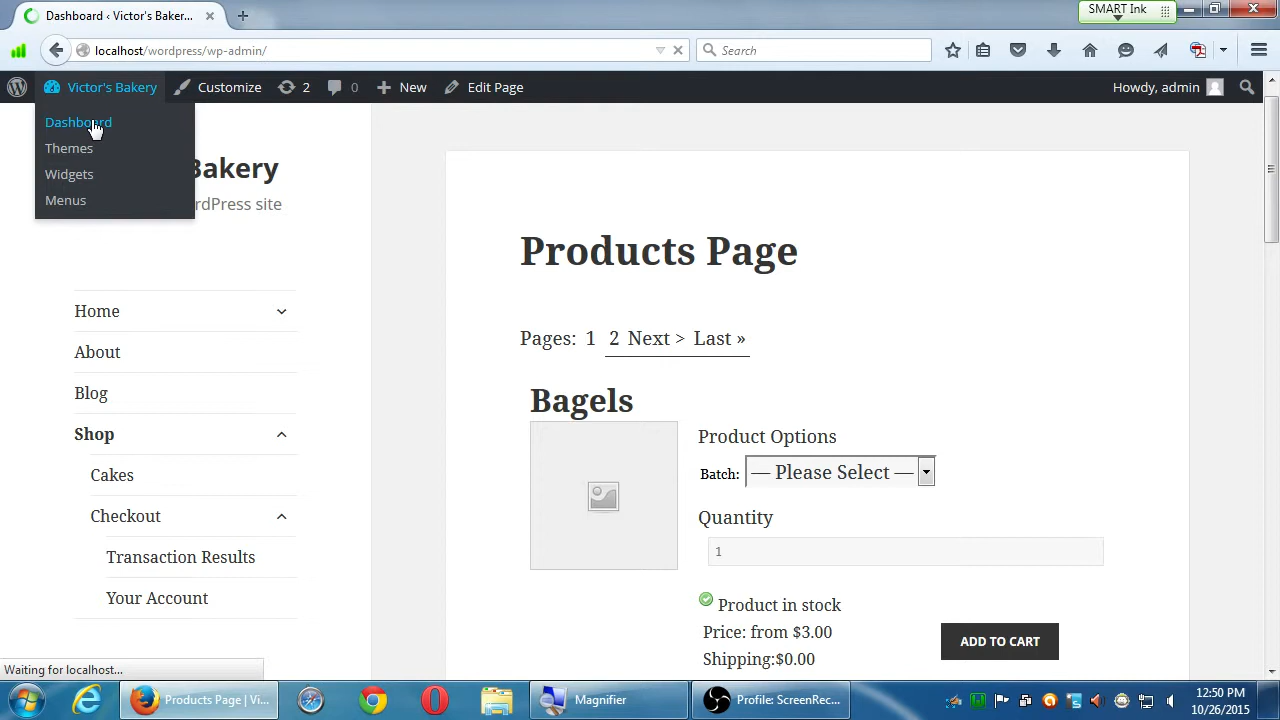 Dashboard ‹ Victor's Bakery...
SMART Ink
localhost/wordpress/wp-admin/
Search
Victor's Bakery
Customize
2
0
New
Edit Page
Howdy, admin
Dashboard
Themes
Widgets
Menus
Bakery
rdPress site
Home
About
Blog
Shop
Cakes
Checkout
Transaction Results
Your Account
Products Page
Pages: 1 2 Next > Last »
Bagels
Product Options
Batch: — Please Select —
Quantity
1
Product in stock
Price: from $3.00
Shipping:$0.00
ADD TO CART
Waiting for localhost...
Products Page | Vi...
Magnifier
Profile: ScreenRec...
12:50 PM
10/26/2015